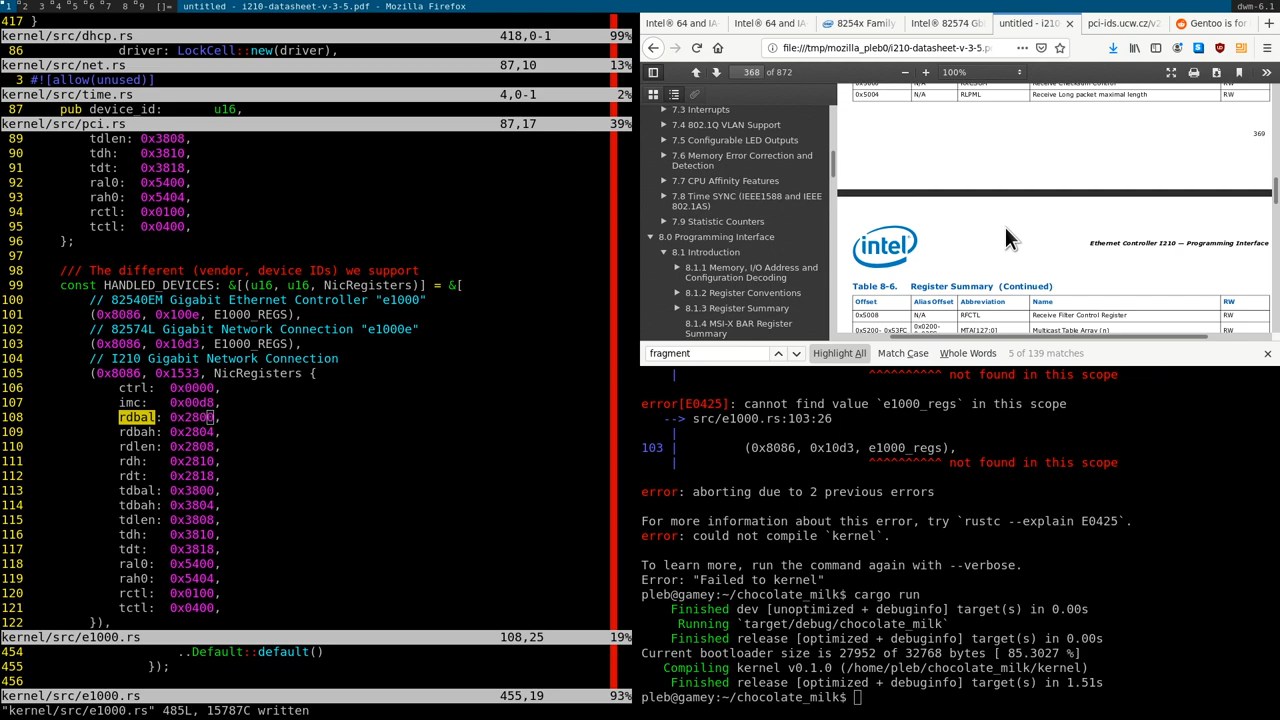 1 2 3 4 5 6 7 8 9 []= untitled - i210-datasheet-v-3-5.pdf - Mozilla Firefox dwm-6.1
417 }
kernel/src/dhcp.rs 418,0-1 99%
86 driver: LockCell::new(driver),
kernel/src/net.rs 87,10 13%
3 #![allow(unused)]
kernel/src/time.rs 4,0-1 2%
87 pub device_id: u16,
kernel/src/pci.rs 87,17 39%
89 tdlen: 0x3808,
90 tdh: 0x3810,
91 tdt: 0x3818,
92 ral0: 0x5400,
93 rah0: 0x5404,
94 rctl: 0x0100,
95 tctl: 0x0400,
96 };
97
98 /// The different (vendor, device IDs) we support
99 const HANDLED_DEVICES: &[(u16, u16, NicRegisters)] = &[
100 // 82540EM Gigabit Ethernet Controller "e1000"
101 (0x8086, 0x100e, E1000_REGS),
102 // 82574L Gigabit Network Connection "e1000e"
103 (0x8086, 0x10d3, E1000_REGS),
104 // I210 Gigabit Network Connection
105 (0x8086, 0x1533, NicRegisters {
106 ctrl: 0x0000,
107 imc: 0x00d8,
108 rdbal: 0x2800,
109 rdbah: 0x2804,
110 rdlen: 0x2808,
111 rdh: 0x2810,
112 rdt: 0x2818,
113 tdbal: 0x3800,
114 tdbah: 0x3804,
115 tdlen: 0x3808,
116 tdh: 0x3810,
117 tdt: 0x3818,
118 ral0: 0x5400,
119 rah0: 0x5404,
120 rctl: 0x0100,
121 tctl: 0x0400,
122 }),
kernel/src/e1000.rs 108,25 19%
454 ..Default::default()
455 });
456
kernel/src/e1000.rs 455,19 93%
"kernel/src/e1000.rs" 485L, 15787C written
Intel® 64 and IA- Intel® 64 and IA- 8254x Family Intel® 82574 Gb untitled - i210- pci-ids.ucw.cz/v2 Gentoo is for
file:///tmp/mozilla_pleb0/i210-datasheet-v-3-5.p
368 of 872 100%
7.3 Interrupts
7.4 802.1Q VLAN Support
7.5 Configurable LED Outputs
7.6 Memory Error Correction and
Detection
7.7 CPU Affinity Features
7.8 Time SYNC (IEEE1588 and IEEE
802.1AS)
7.9 Statistic Counters
8.0 Programming Interface
8.1 Introduction
8.1.1 Memory, I/O Address and
Configuration Decoding
8.1.2 Register Conventions
8.1.3 Register Summary
8.1.4 MSI-X BAR Register
Summary
0x5004 N/A RLPML Receive Long packet maximal length RW
369
intel
Ethernet Controller I210 — Programming Interface
Table 8-6. Register Summary (Continued)
Offset Alias Offset Abbreviation Name RW
0x5008 N/A RFCTL Receive Filter Control Register RW
0x5200- 0x53FC 0x0200- MTA[127:0] Multicast Table Array (n) RW
fragment Highlight All Match Case Whole Words 5 of 139 matches
| ^^^^^^^^^^ not found in this scope
error[E0425]: cannot find value `e1000_regs` in this scope
--> src/e1000.rs:103:26
|
103 | (0x8086, 0x10d3, e1000_regs),
| ^^^^^^^^^^ not found in this scope
error: aborting due to 2 previous errors
For more information about this error, try `rustc --explain E0425`.
error: could not compile `kernel`.
To learn more, run the command again with --verbose.
Error: "Failed to kernel"
pleb@gamey:~/chocolate_milk$ cargo run
Finished dev [unoptimized + debuginfo] target(s) in 0.00s
Running `target/debug/chocolate_milk`
Finished release [optimized + debuginfo] target(s) in 0.00s
Current bootloader size is 27952 of 32768 bytes [ 85.3027 %]
Compiling kernel v0.1.0 (/home/pleb/chocolate_milk/kernel)
Finished release [optimized + debuginfo] target(s) in 1.51s
pleb@gamey:~/chocolate_milk$